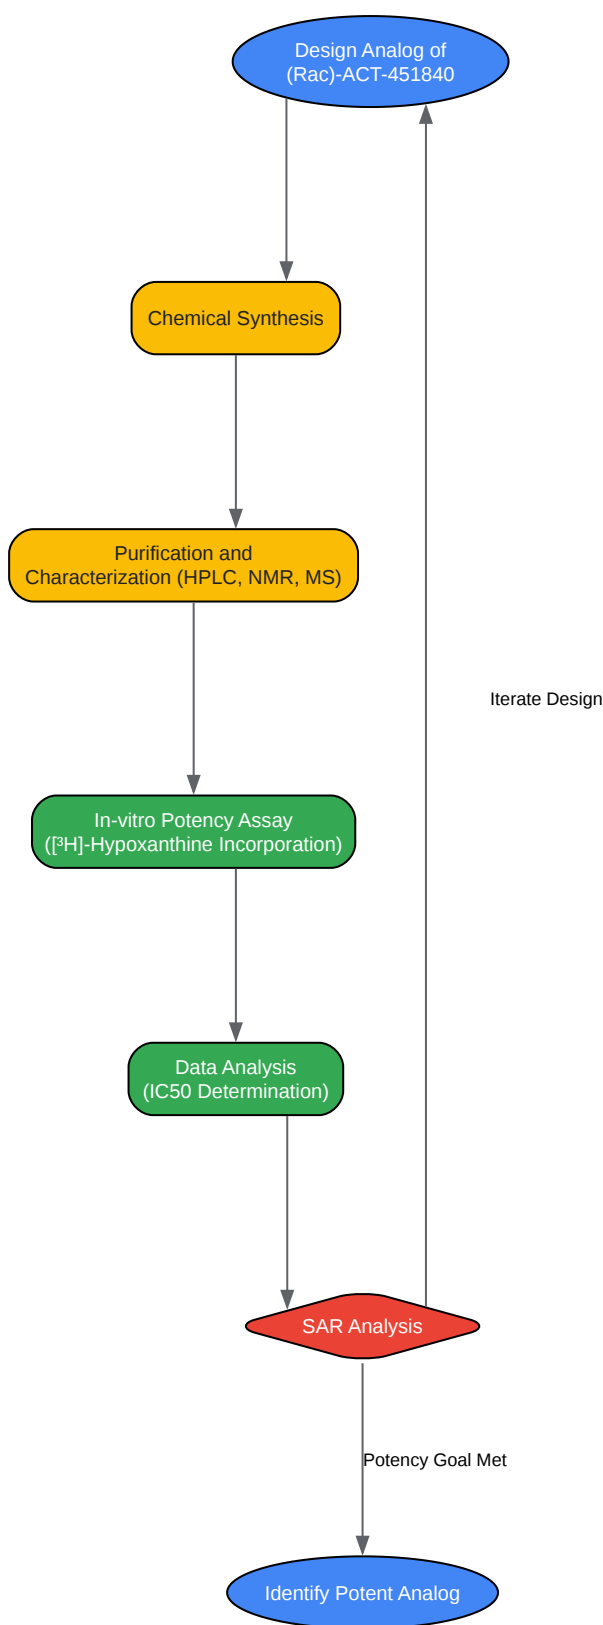 Design Analog of
(Rac)-ACT-451840
Chemical Synthesis
Purification and
Characterization (HPLC, NMR, MS)
Iterate Design
In-vitro Potency Assay
([³H]-Hypoxanthine Incorporation)
Data Analysis
(IC50 Determination)
SAR Analysis
Potency Goal Met
Identify Potent Analog